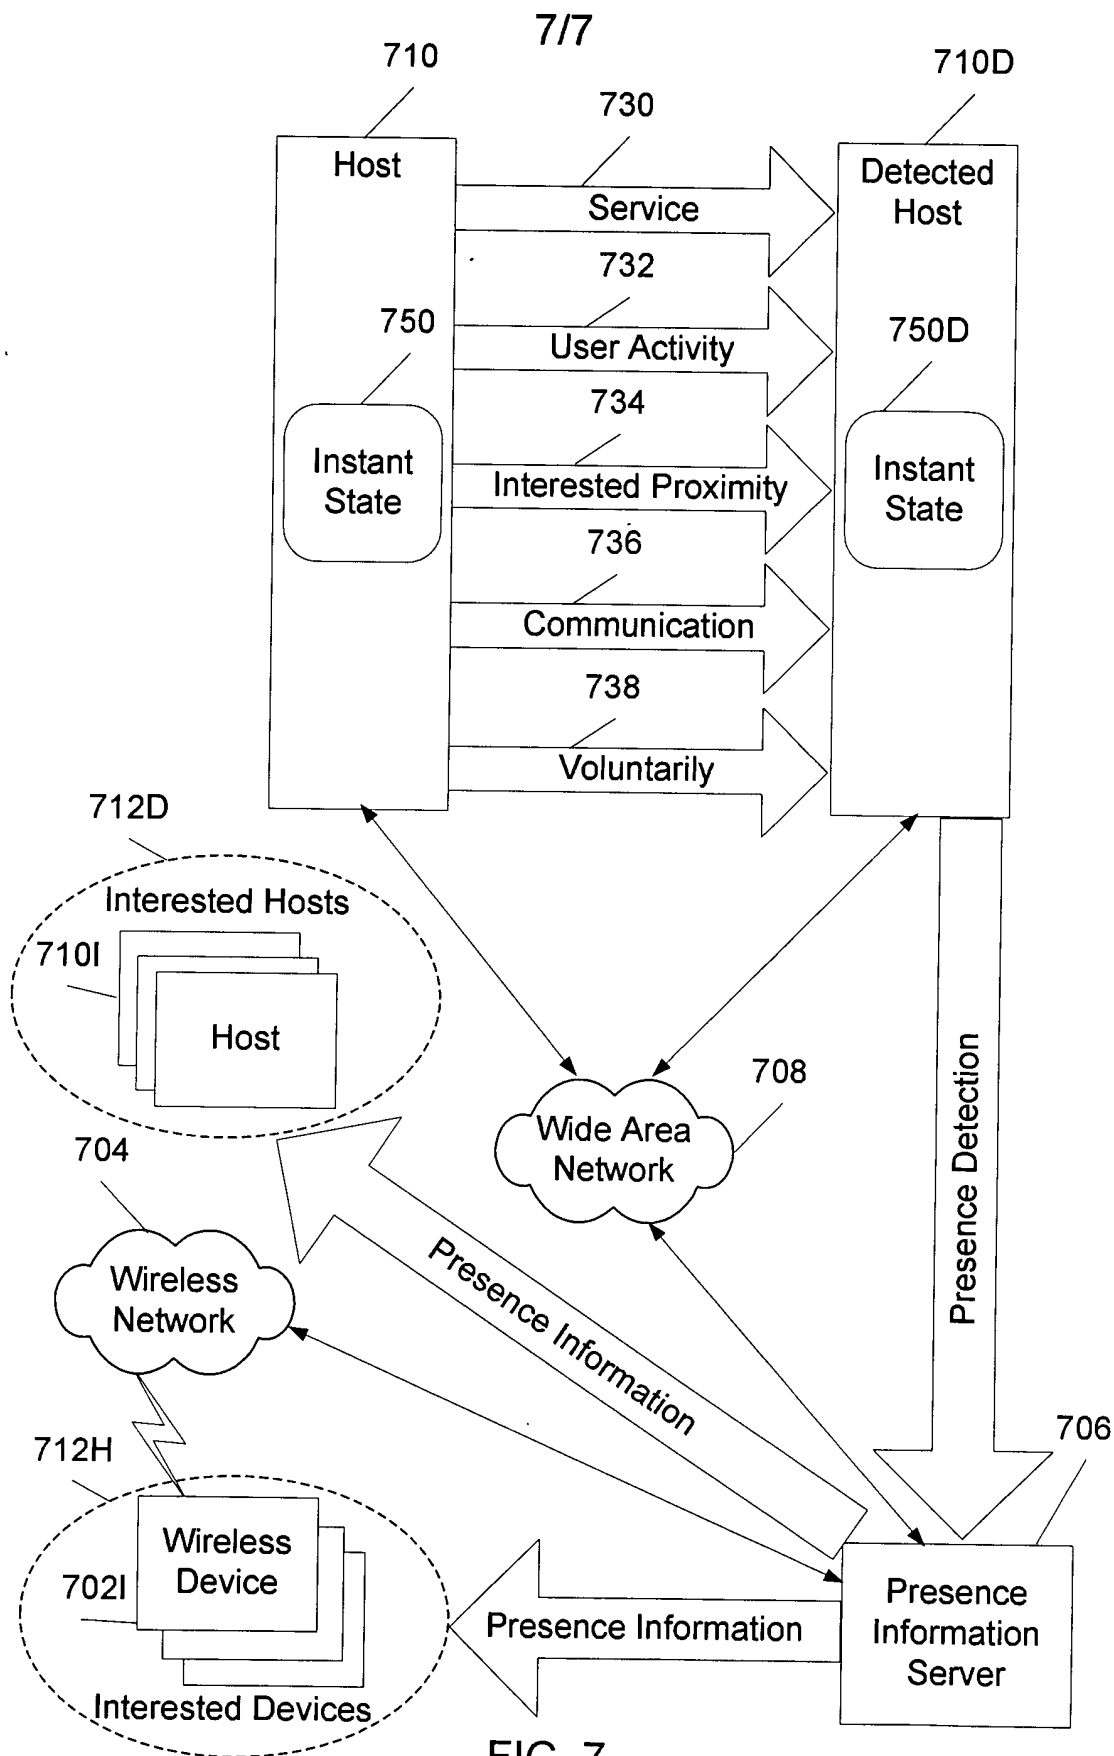 7/7
710
710D
730
Host
Detected
Host
Service
732
750
750D
User Activity
734
Instant
State
Instant
State
Interested Proximity
736
Communication
738
Voluntarily
712D
Interested Hosts
710I
Host
708
Wide Area
Network
704
Presence Detection
Wireless
Network
Presence Information
706
712H
Wireless
Device
702I
Presence Information
Presence
Information
Server
Interested Devices
FIG. 7